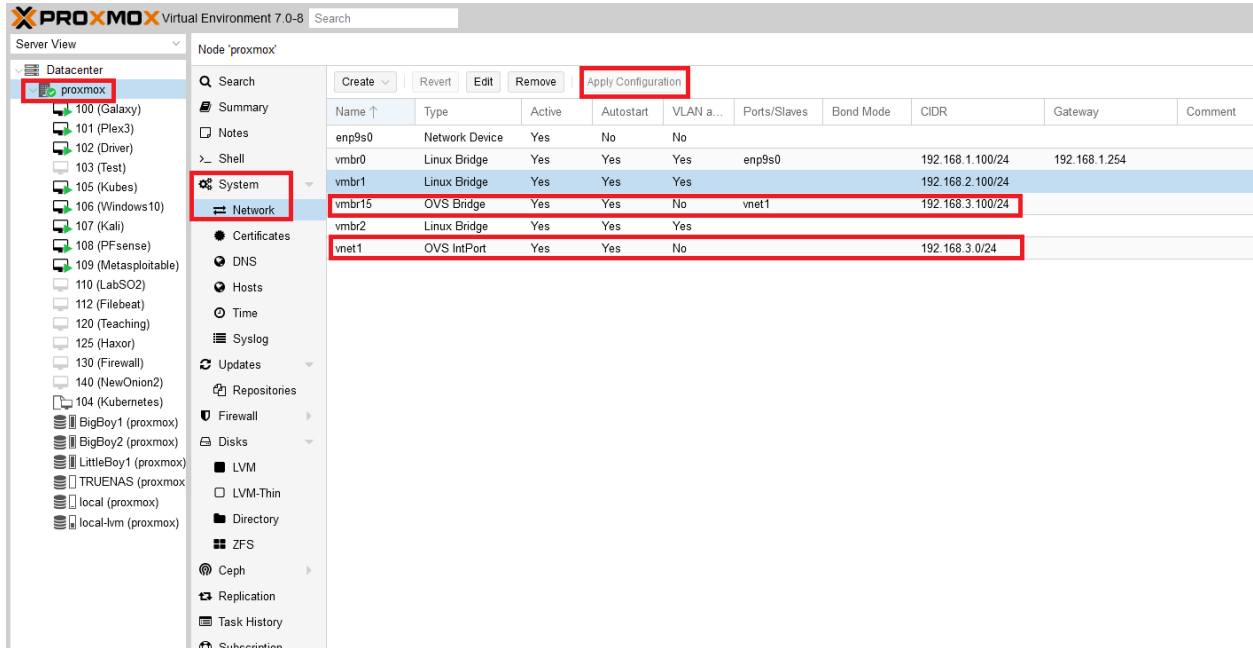 PROXMOX Virtual Environment 7.0-8 Search
Server View
Datacenter
proxmox
100 (Galaxy)
101 (Plex3)
102 (Driver)
103 (Test)
105 (Kubes)
106 (Windows10)
107 (Kali)
108 (PFsense)
109 (Metasploitable)
110 (LabSO2)
112 (Filebeat)
120 (Teaching)
125 (Haxor)
130 (Firewall)
140 (NewOnion2)
104 (Kubernetes)
BigBoy1 (proxmox)
BigBoy2 (proxmox)
LittleBoy1 (proxmox)
TRUENAS (proxmox
local (proxmox)
local-lvm (proxmox)
Node 'proxmox'
Search
Summary
Notes
Shell
System
Network
Certificates
DNS
Hosts
Time
Syslog
Updates
Repositories
Firewall
Disks
LVM
LVM-Thin
Directory
ZFS
Ceph
Replication
Task History
Subscription
Create Revert Edit Remove Apply Configuration
Name Type Active Autostart VLAN a... Ports/Slaves Bond Mode CIDR Gateway Comment
enp9s0 Network Device Yes No No
vmbr0 Linux Bridge Yes Yes Yes enp9s0 192.168.1.100/24 192.168.1.254
vmbr1 Linux Bridge Yes Yes Yes 192.168.2.100/24
vmbr15 OVS Bridge Yes Yes No vnet1 192.168.3.100/24
vmbr2 Linux Bridge Yes Yes Yes
vnet1 OVS IntPort Yes Yes No 192.168.3.0/24